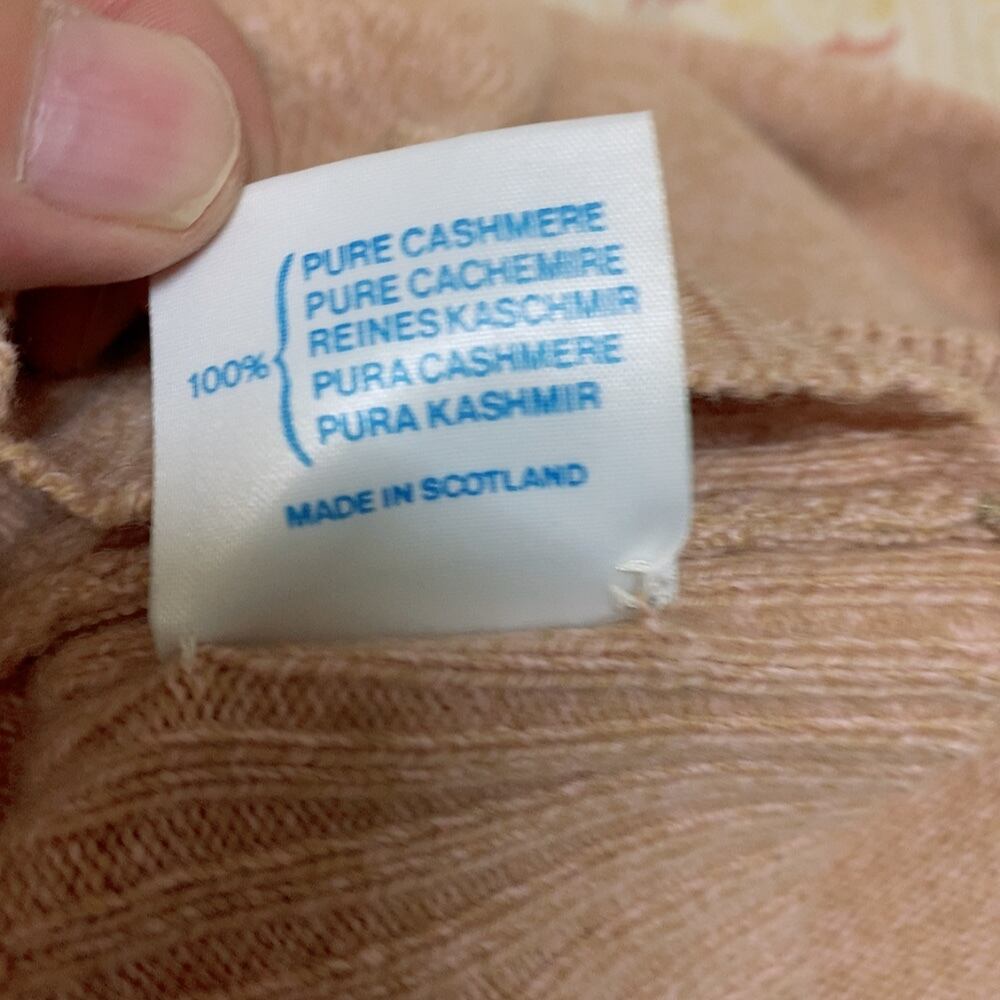 100%
PURE CASHMERE
PURE CACHEMIRE
REINES KASCHMIR
PURA CASHMERE
PURA KASHMIR
MADE IN SCOTLAND